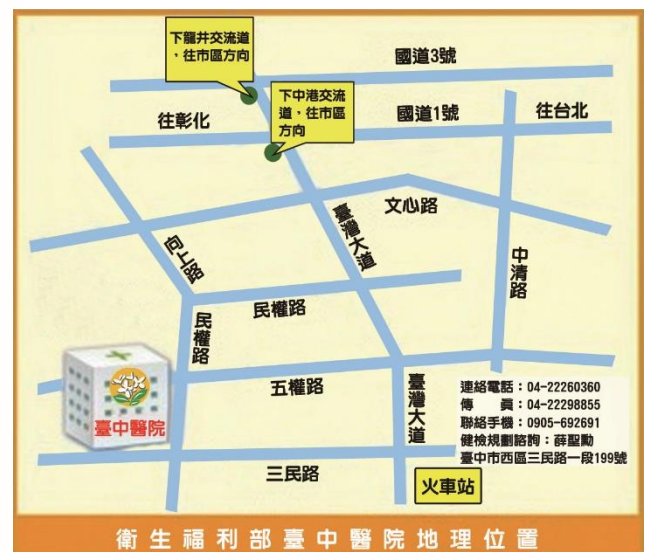 下龍井交流道
，往市區方向
國道3號
下中港交流
道，往市區
方向
往彰化
國道1號
往台北
文心路
臺灣大道
向上路
中清路
民權路
民權路
五權路
臺灣大道
臺中醫院
三民路
火車站
連絡電話：04-22260360
傳　真：04-22298855
聯絡手機：0905-692691
健檢規劃諮詢：薛聖勳
臺中市西區三民路一段199號
衛生福利部臺中醫院地理位置